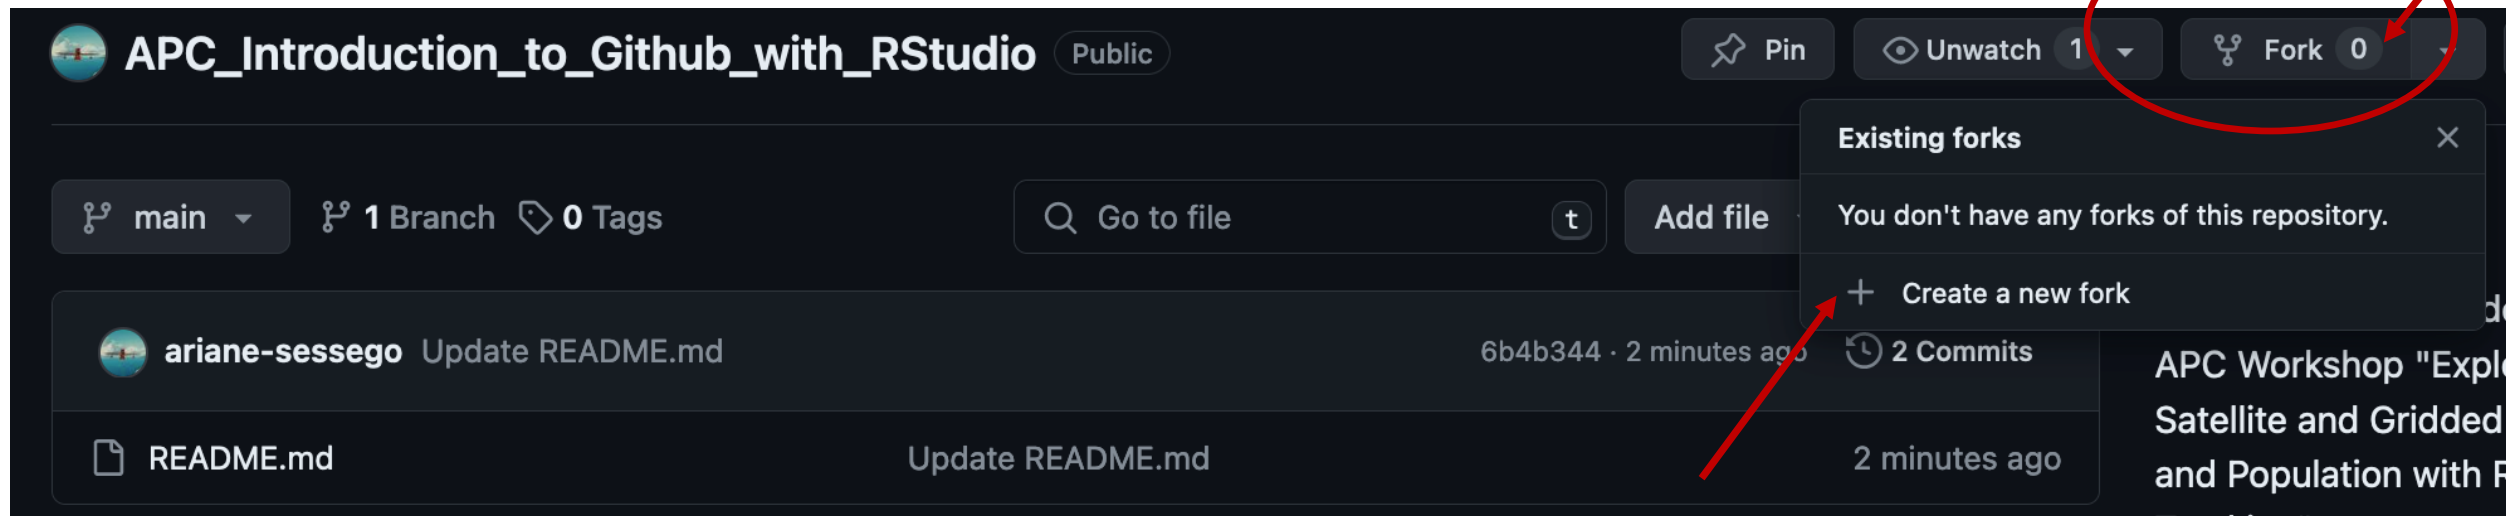 APC_Introduction_to_Github_with_RStudio Public Pin Unwatch 1 Fork 0
Existing forks
You don't have any forks of this repository.
Create a new fork
main 1 Branch 0 Tags Go to file t Add file
ariane-sessego Update README.md 6b4b344 · 2 minutes ago 2 Commits
README.md Update README.md 2 minutes ago
APC Workshop "Expl
Satellite and Gridded
and Population with R